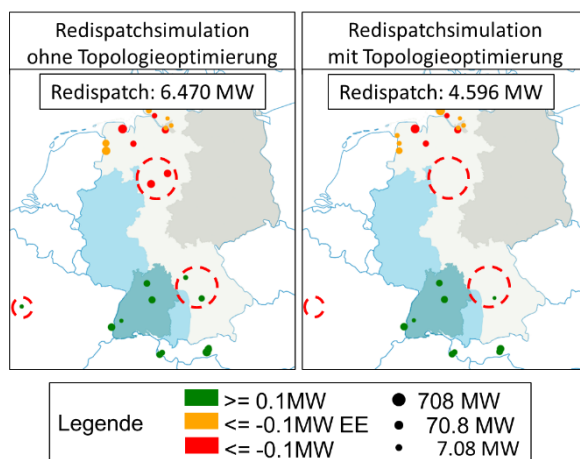 Redispatchsimulation
ohne Topologieoptimierung
Redispatch: 6.470 MW
Redispatchsimulation
mit Topologieoptimierung
Redispatch: 4.596 MW
Legende
>= 0.1MW
<= -0.1MW EE
<= -0.1MW
708 MW
70.8 MW
7.08 MW